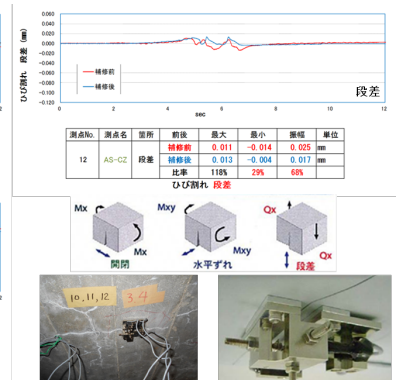 0.060
0.040
0.020
0.000
-0.020
-0.040
-0.060
-0.080
-0.100
-0.120
ひび割れ 段差 (mm)
補修前
補修後
段差
0 2 4 6 8 10 12
sec
測点No. 測点名 箇所 前後 最大 最小 振幅 単位
12 AS-CZ 段差 補修前 0.011 -0.014 0.025 mm
補修後 0.013 -0.004 0.017 mm
比率 118% 29% 68%
ひび割れ 段差
Mx Mxy Qx
Mx Mxy Qx
開閉 水平ずれ 段差
10,11,12 34